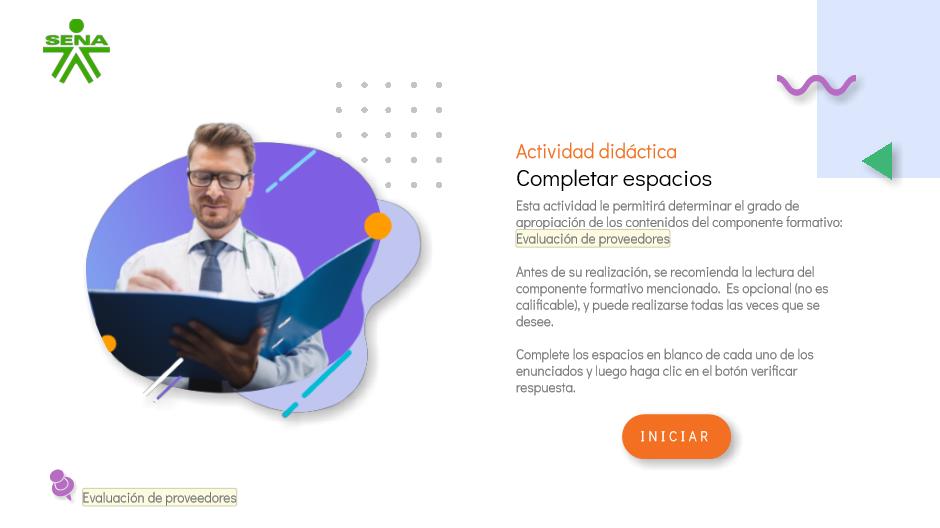 SENA
Actividad didáctica
Completar espacios
Esta actividad le permitirá determinar el grado de
apropiación de los contenidos del componente formativo:
Evaluación de proveedores
Antes de su realización, se recomienda la lectura del
componente formativo mencionado. Es opcional (no es
calificable), y puede realizarse todas las veces que se
desee.
Complete los espacios en blanco de cada uno de los
enunciados y luego haga clic en el botón verificar
respuesta.
INICIAR
Evaluación de proveedores